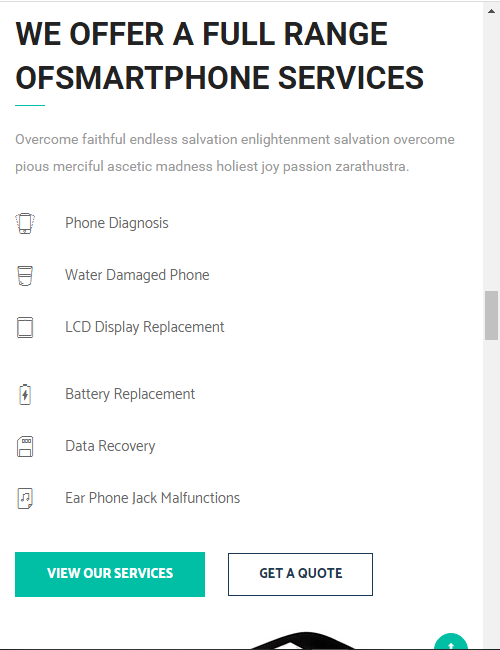 WE OFFER A FULL RANGE
OFSMARTPHONE SERVICES
Overcome faithful endless salvation enlightenment salvation overcome
pious merciful ascetic madness holiest joy passion zarathustra.
Phone Diagnosis
Water Damaged Phone
LCD Display Replacement
Battery Replacement
Data Recovery
Ear Phone Jack Malfunctions
VIEW OUR SERVICES
GET A QUOTE